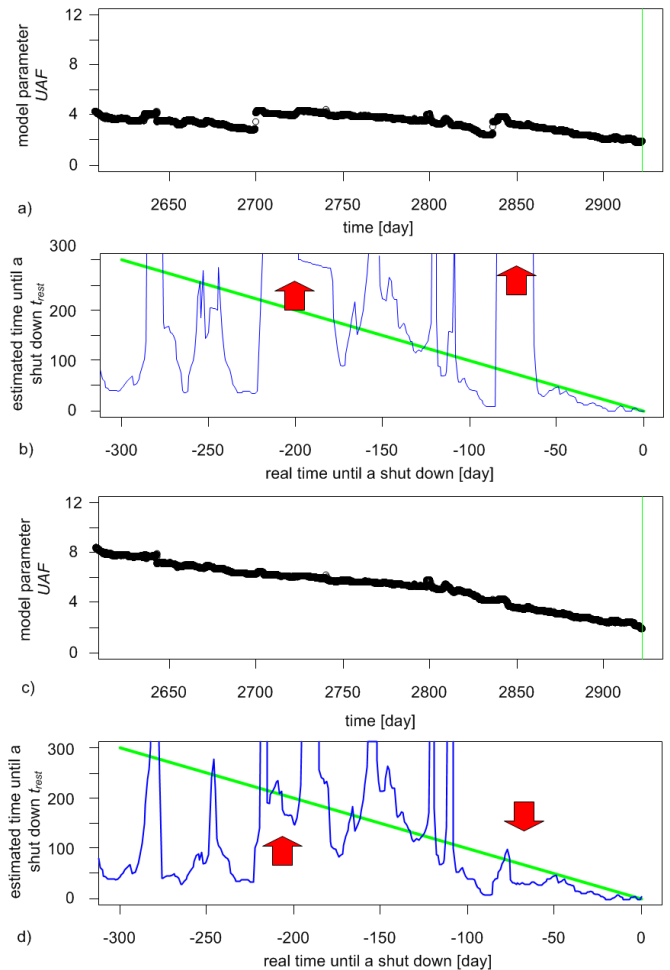 12
8
4
0
model parameter
UAF
a)
2650
2700
2750
2800
2850
2900
time [day]
300
200
100
0
estimated time until a
shut down trest
b)
-300
-250
-200
-150
-100
-50
0
real time until a shut down [day]
12
8
4
0
model parameter
UAF
c)
2650
2700
2750
2800
2850
2900
time [day]
300
200
100
0
estimated time until a
shut down trest
d)
-300
-250
-200
-150
-100
-50
0
real time until a shut down [day]